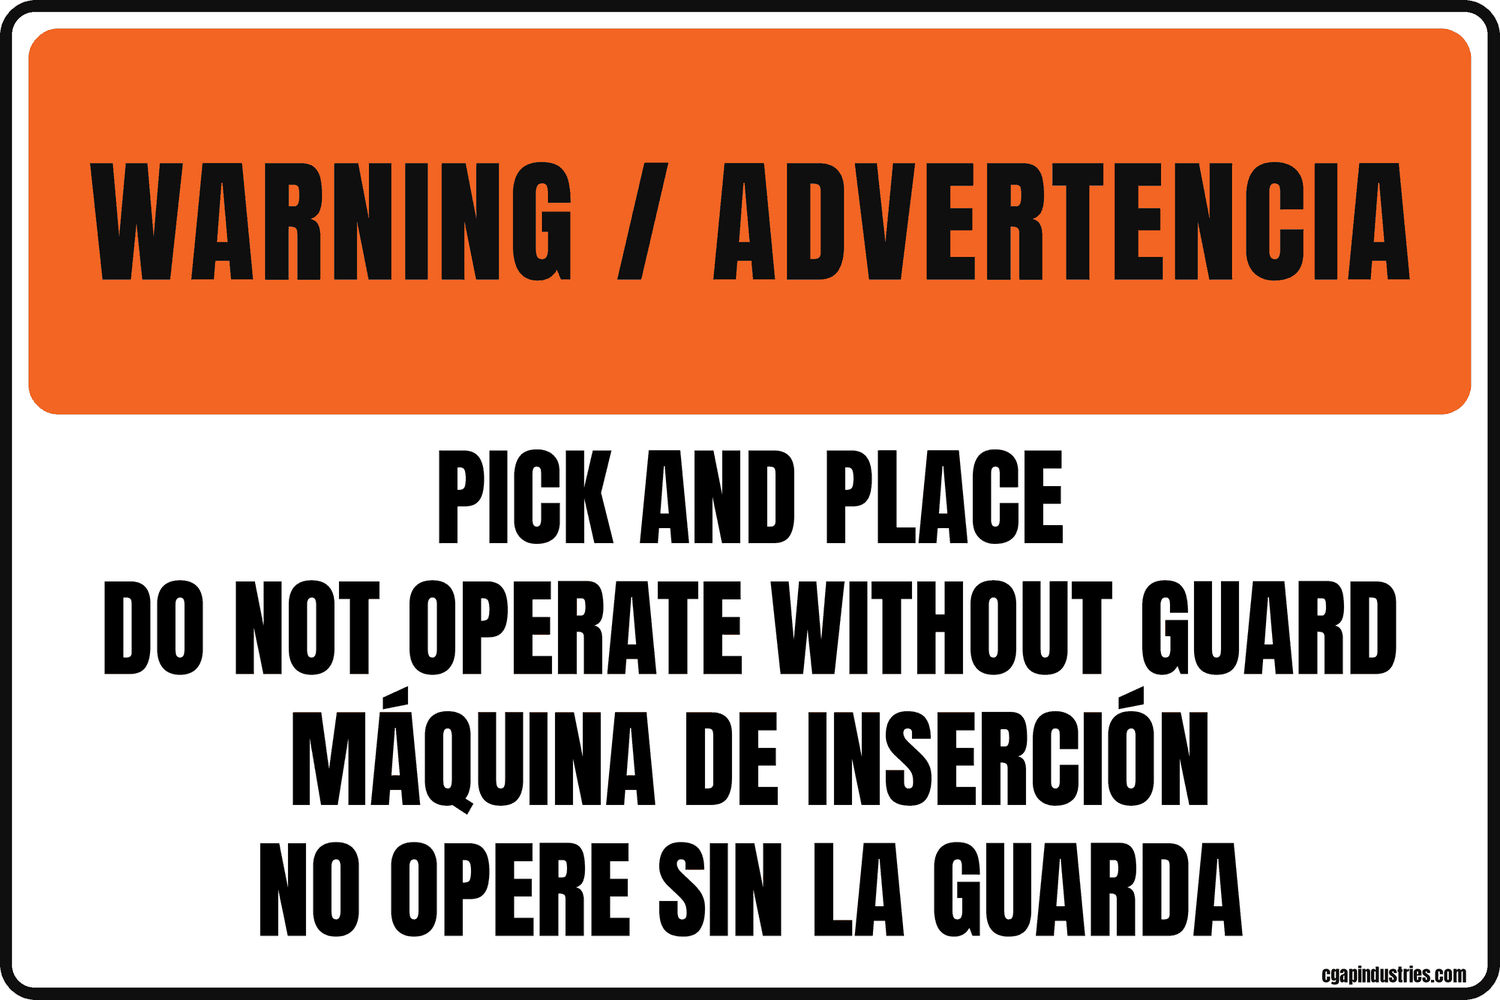 WARNING / ADVERTENCIA
PICK AND PLACE
DO NOT OPERATE WITHOUT GUARD
MÁQUINA DE INSERCIÓN
NO OPERE SIN LA GUARDA
cgapindustries.com